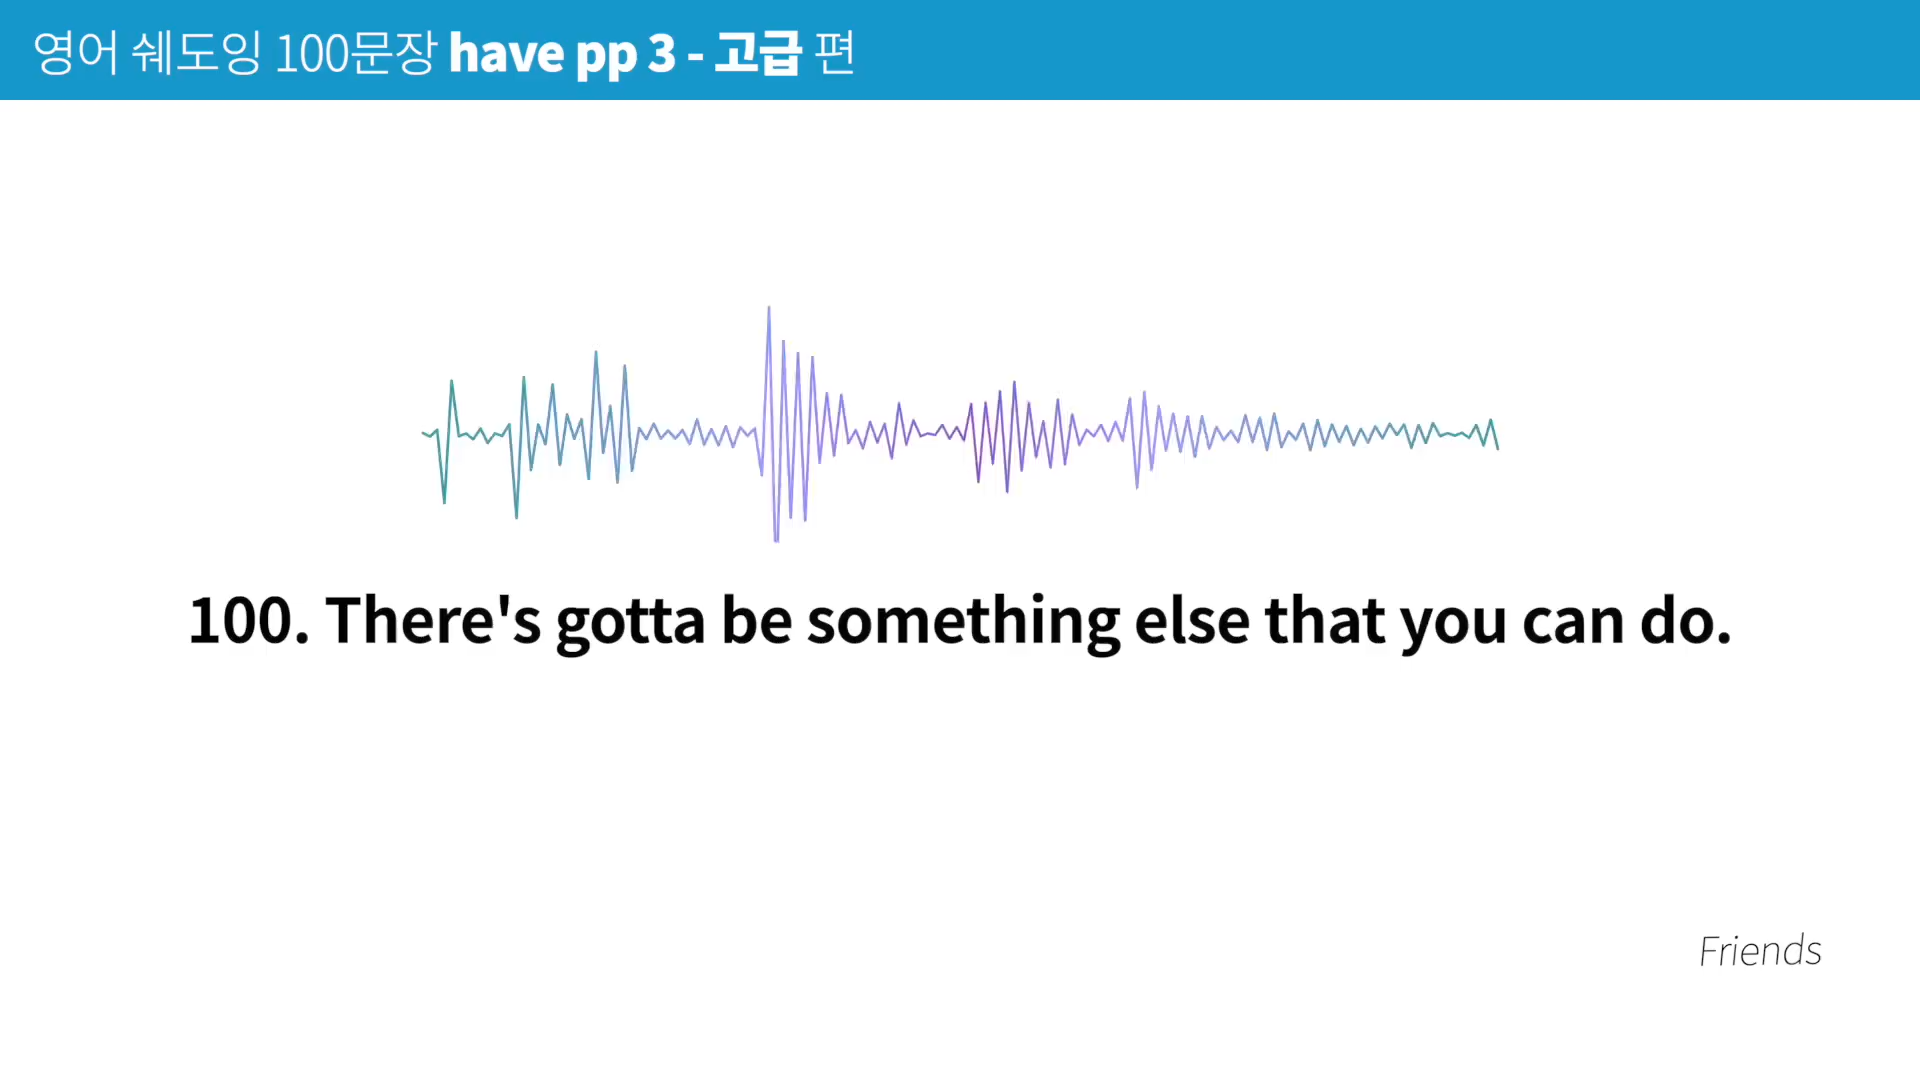 영어 쉐도잉 100문장 have pp 3 - 고급 편
100. There's gotta be something else that you can do.
Friends